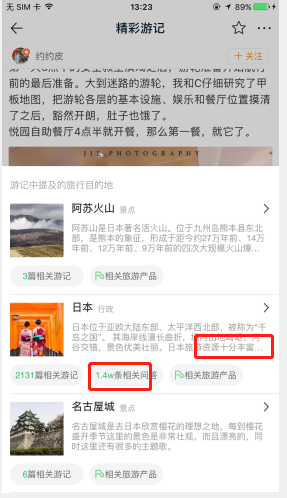 无 SIM 卡
13:23
89%
精彩游记
约约皮
+ 关注
前的最后准备。大到迷路的游轮，我和C仔细研究了甲
板地图，把游轮各层的基本设施、娱乐和餐厅位置摸清
了之后，豁然开朗，肚子也饿了。
悦园自助餐厅4点半就开餐，那么第一餐，就它了。
PHOTOGRAPHY
游记中提及的旅行目的地
阿苏火山 景点
阿苏山是日本著名活火山。位于九州岛熊本县东北
部，是熊本的象征，形成于距今约27万年前、14万
年前、12万年前、9万年前的四次大规模火山爆...
3篇相关游记
相关旅游产品
日本 行政
日本位于亚欧大陆东部、太平洋西北部，被称为“千
岛之国”。其海岸线漫长曲折，境内山地崎岖、河
谷交错，景色优美壮丽。日本旅游资源十分丰富...
2131篇相关游记
1.4w条相关问答
相关旅游产品
名古屋城 景点
名古屋城是去日本欣赏樱花的理想之地，每到樱花
盛开季节这里的景色是非常壮观，而且漂亮的，同
时这里还有很多的主题歌。
6篇相关游记
相关旅游产品